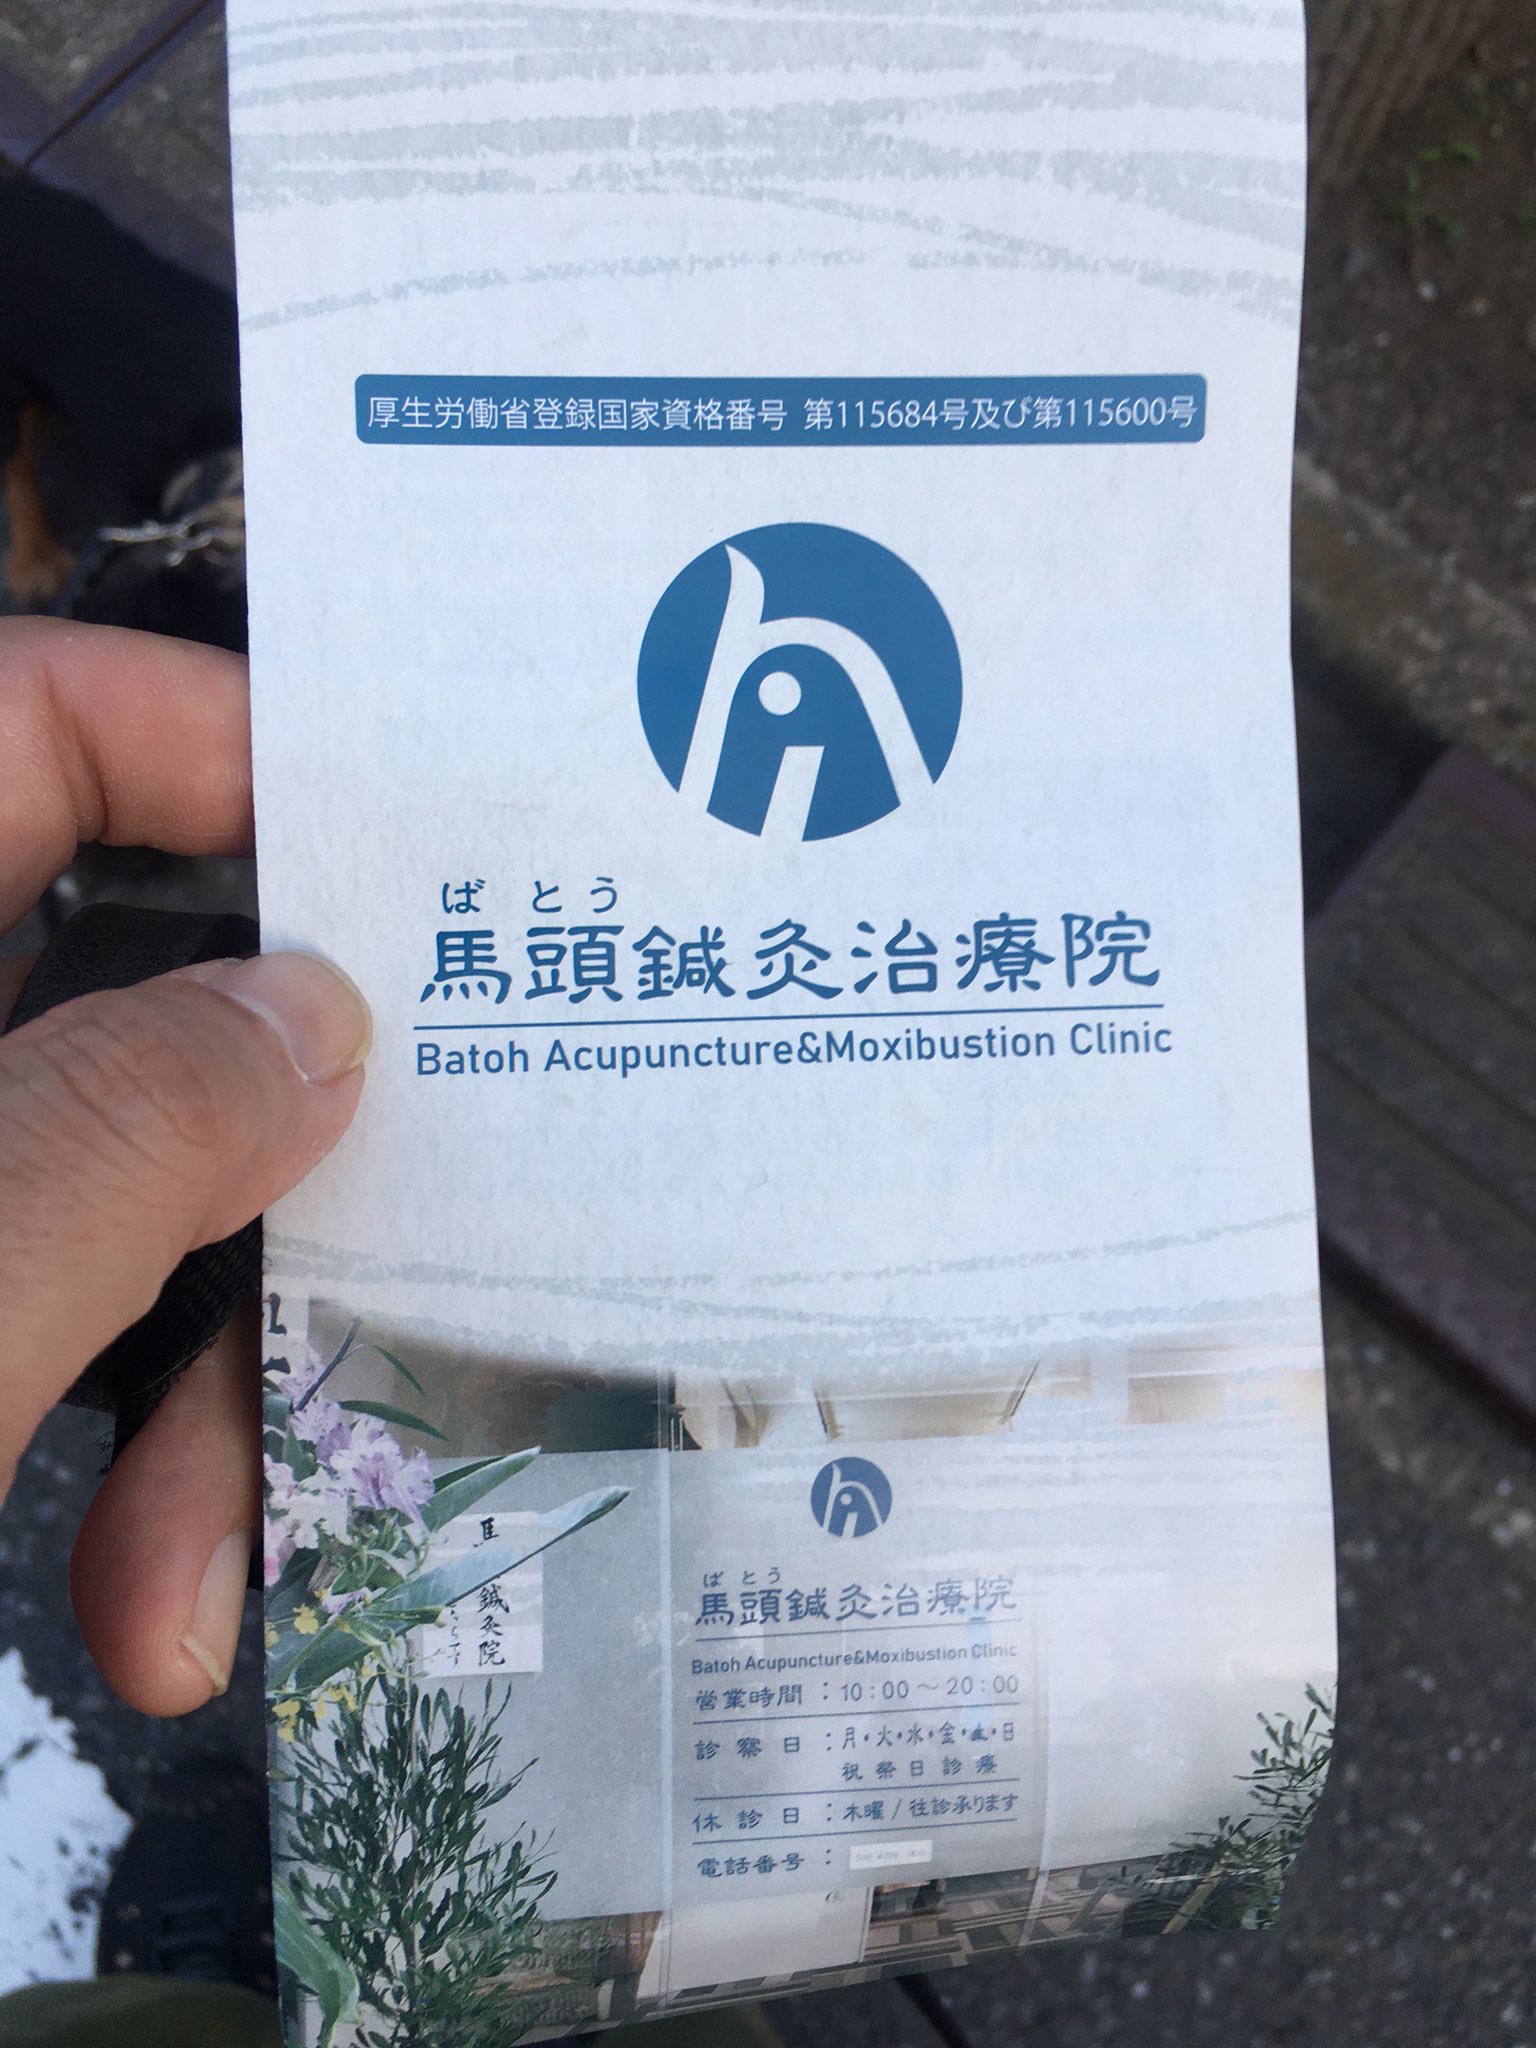 厚生労働省登録国家資格番号 第115684号及び第115600号
ばとう
馬頭鍼灸治療院
Batoh Acupuncture&Moxibustion Clinic
馬
鍼灸院
ばとう
馬頭鍼灸治療院
Batoh Acupuncture&Moxibustion Clinic
営業時間：10：00～20：00
診察日：月・火・水・金・土・日
祝祭日診療
休診日：木曜/往診承ります
電話番号：